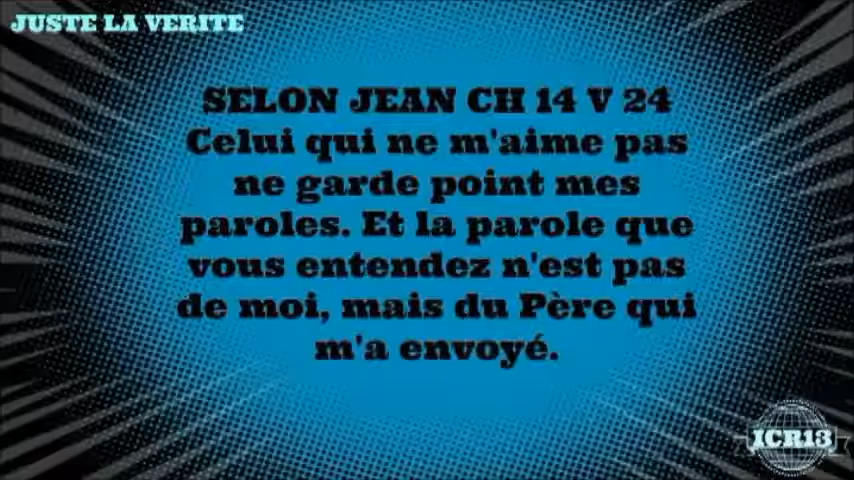 JUSTE LA VERITE
SELON JEAN CH 14 V 24
Celui qui ne m'aime pas
ne garde point mes
paroles. Et la parole que
vous entendez n'est pas
de moi, mais du Père qui
m'a envoyé.
ICR13